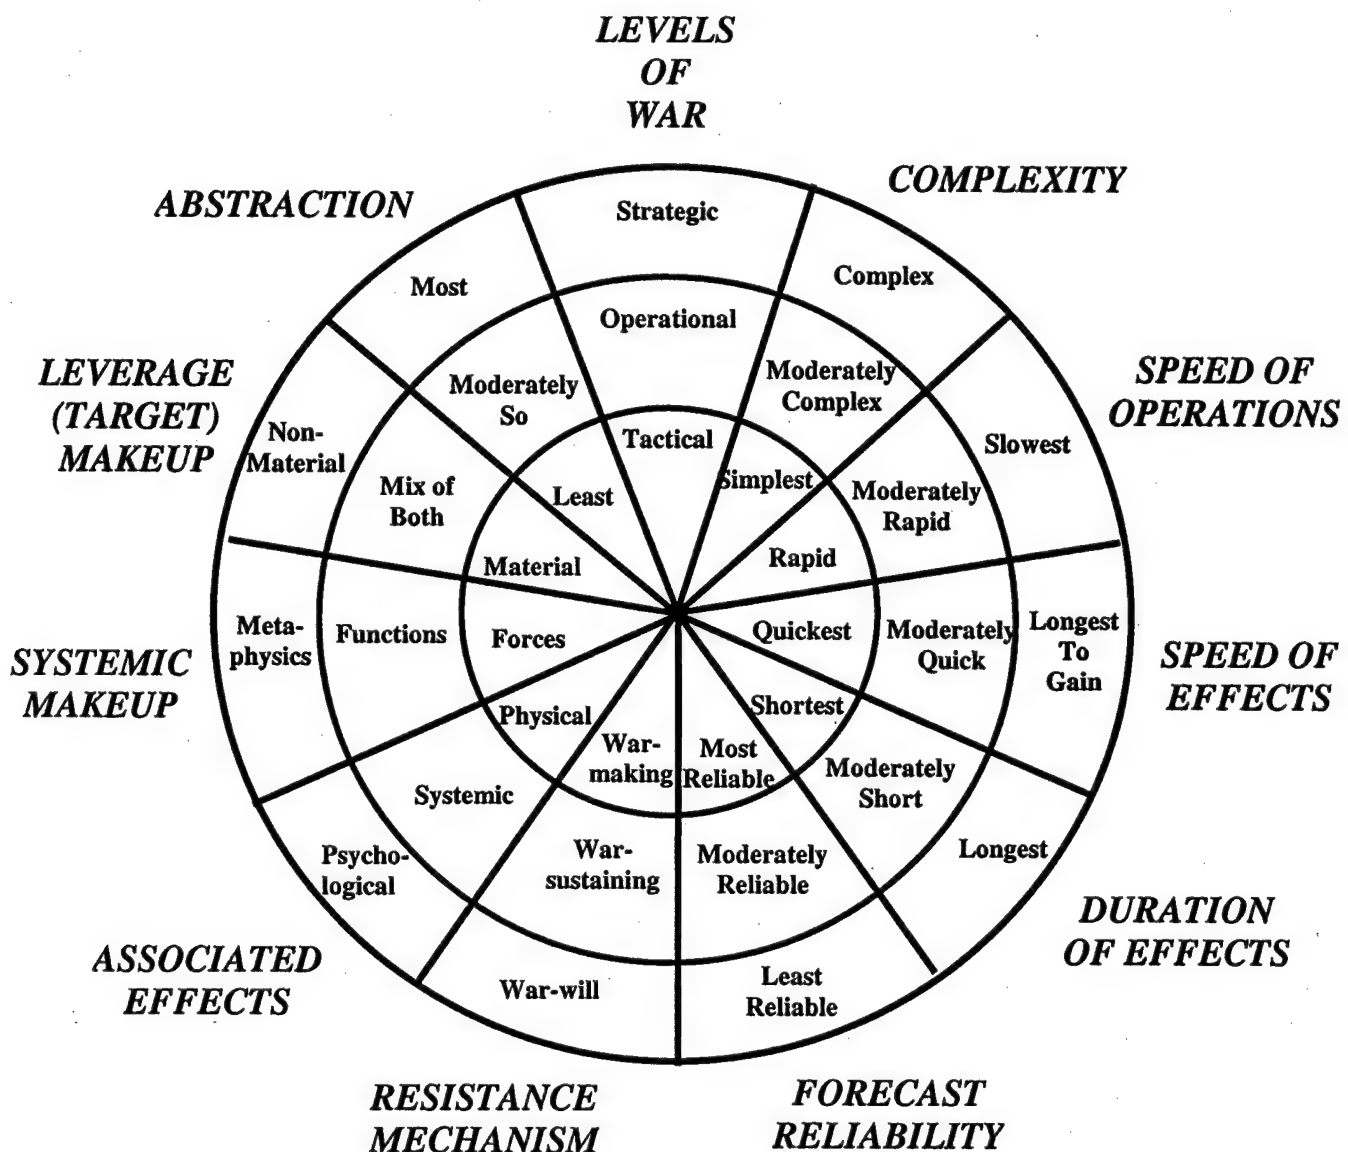 LEVELS
OF
WAR
COMPLEXITY
ABSTRACTION
Strategic
Complex
Most
Operational
SPEED OF
OPERATIONS
LEVERAGE
(TARGET)
MAKEUP
Moderately
Complex
Moderately
So
Non-
Material
Tactical
Slowest
Simplest
Mix of
Both
Least
Moderately
Rapid
Rapid
Material
Meta-
physics
Functions
Forces
Quickest
Moderately
Quick
Longest
To
Gain
SYSTEMIC
MAKEUP
SPEED OF
EFFECTS
Physical
Shortest
War-
making
Most
Reliable
Systemic
Moderately
Short
Psycho-
logical
War-
sustaining
Moderately
Reliable
Longest
DURATION
OF EFFECTS
ASSOCIATED
EFFECTS
War-will
Least
Reliable
RESISTANCE
MECHANISM
FORECAST
RELIABILITY